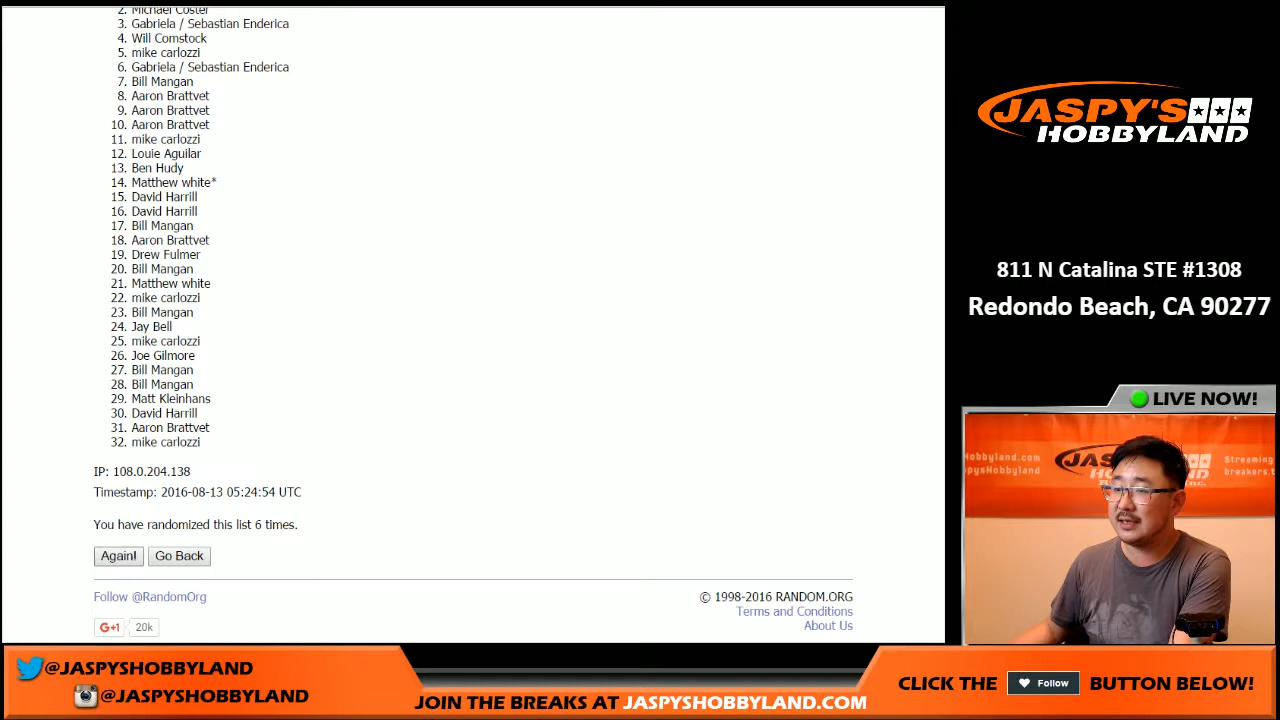 2. Michael Coster
3. Gabriela / Sebastian Enderica
4. Will Comstock
5. mike carlozzi
6. Gabriela / Sebastian Enderica
7. Bill Mangan
8. Aaron Brattvet
9. Aaron Brattvet
10. Aaron Brattvet
11. mike carlozzi
12. Louie Aguilar
13. Ben Hudy
14. Matthew white*
15. David Harrill
16. David Harrill
17. Bill Mangan
18. Aaron Brattvet
19. Drew Fulmer
20. Bill Mangan
21. Matthew white
22. mike carlozzi
23. Bill Mangan
24. Jay Bell
25. mike carlozzi
26. Joe Gilmore
27. Bill Mangan
28. Bill Mangan
29. Matt Kleinhans
30. David Harrill
31. Aaron Brattvet
32. mike carlozzi
IP: 108.0.204.138
Timestamp: 2016-08-13 05:24:54 UTC
You have randomized this list 6 times.
Again! Go Back
Follow @RandomOrg
© 1998-2016 RANDOM.ORG
Terms and Conditions
About Us
G+1 20k
JASPY'S
HOBBYLAND
811 N Catalina STE #1308
Redondo Beach, CA 90277
LIVE NOW!
Hobbyland.com
pysHobbyland
Streaming
breakers.t
@JASPYSHOBBYLAND
@JASPYSHOBBYLAND
JOIN THE BREAKS AT JASPYSHOBBYLAND.COM
CLICK THE Follow BUTTON BELOW!